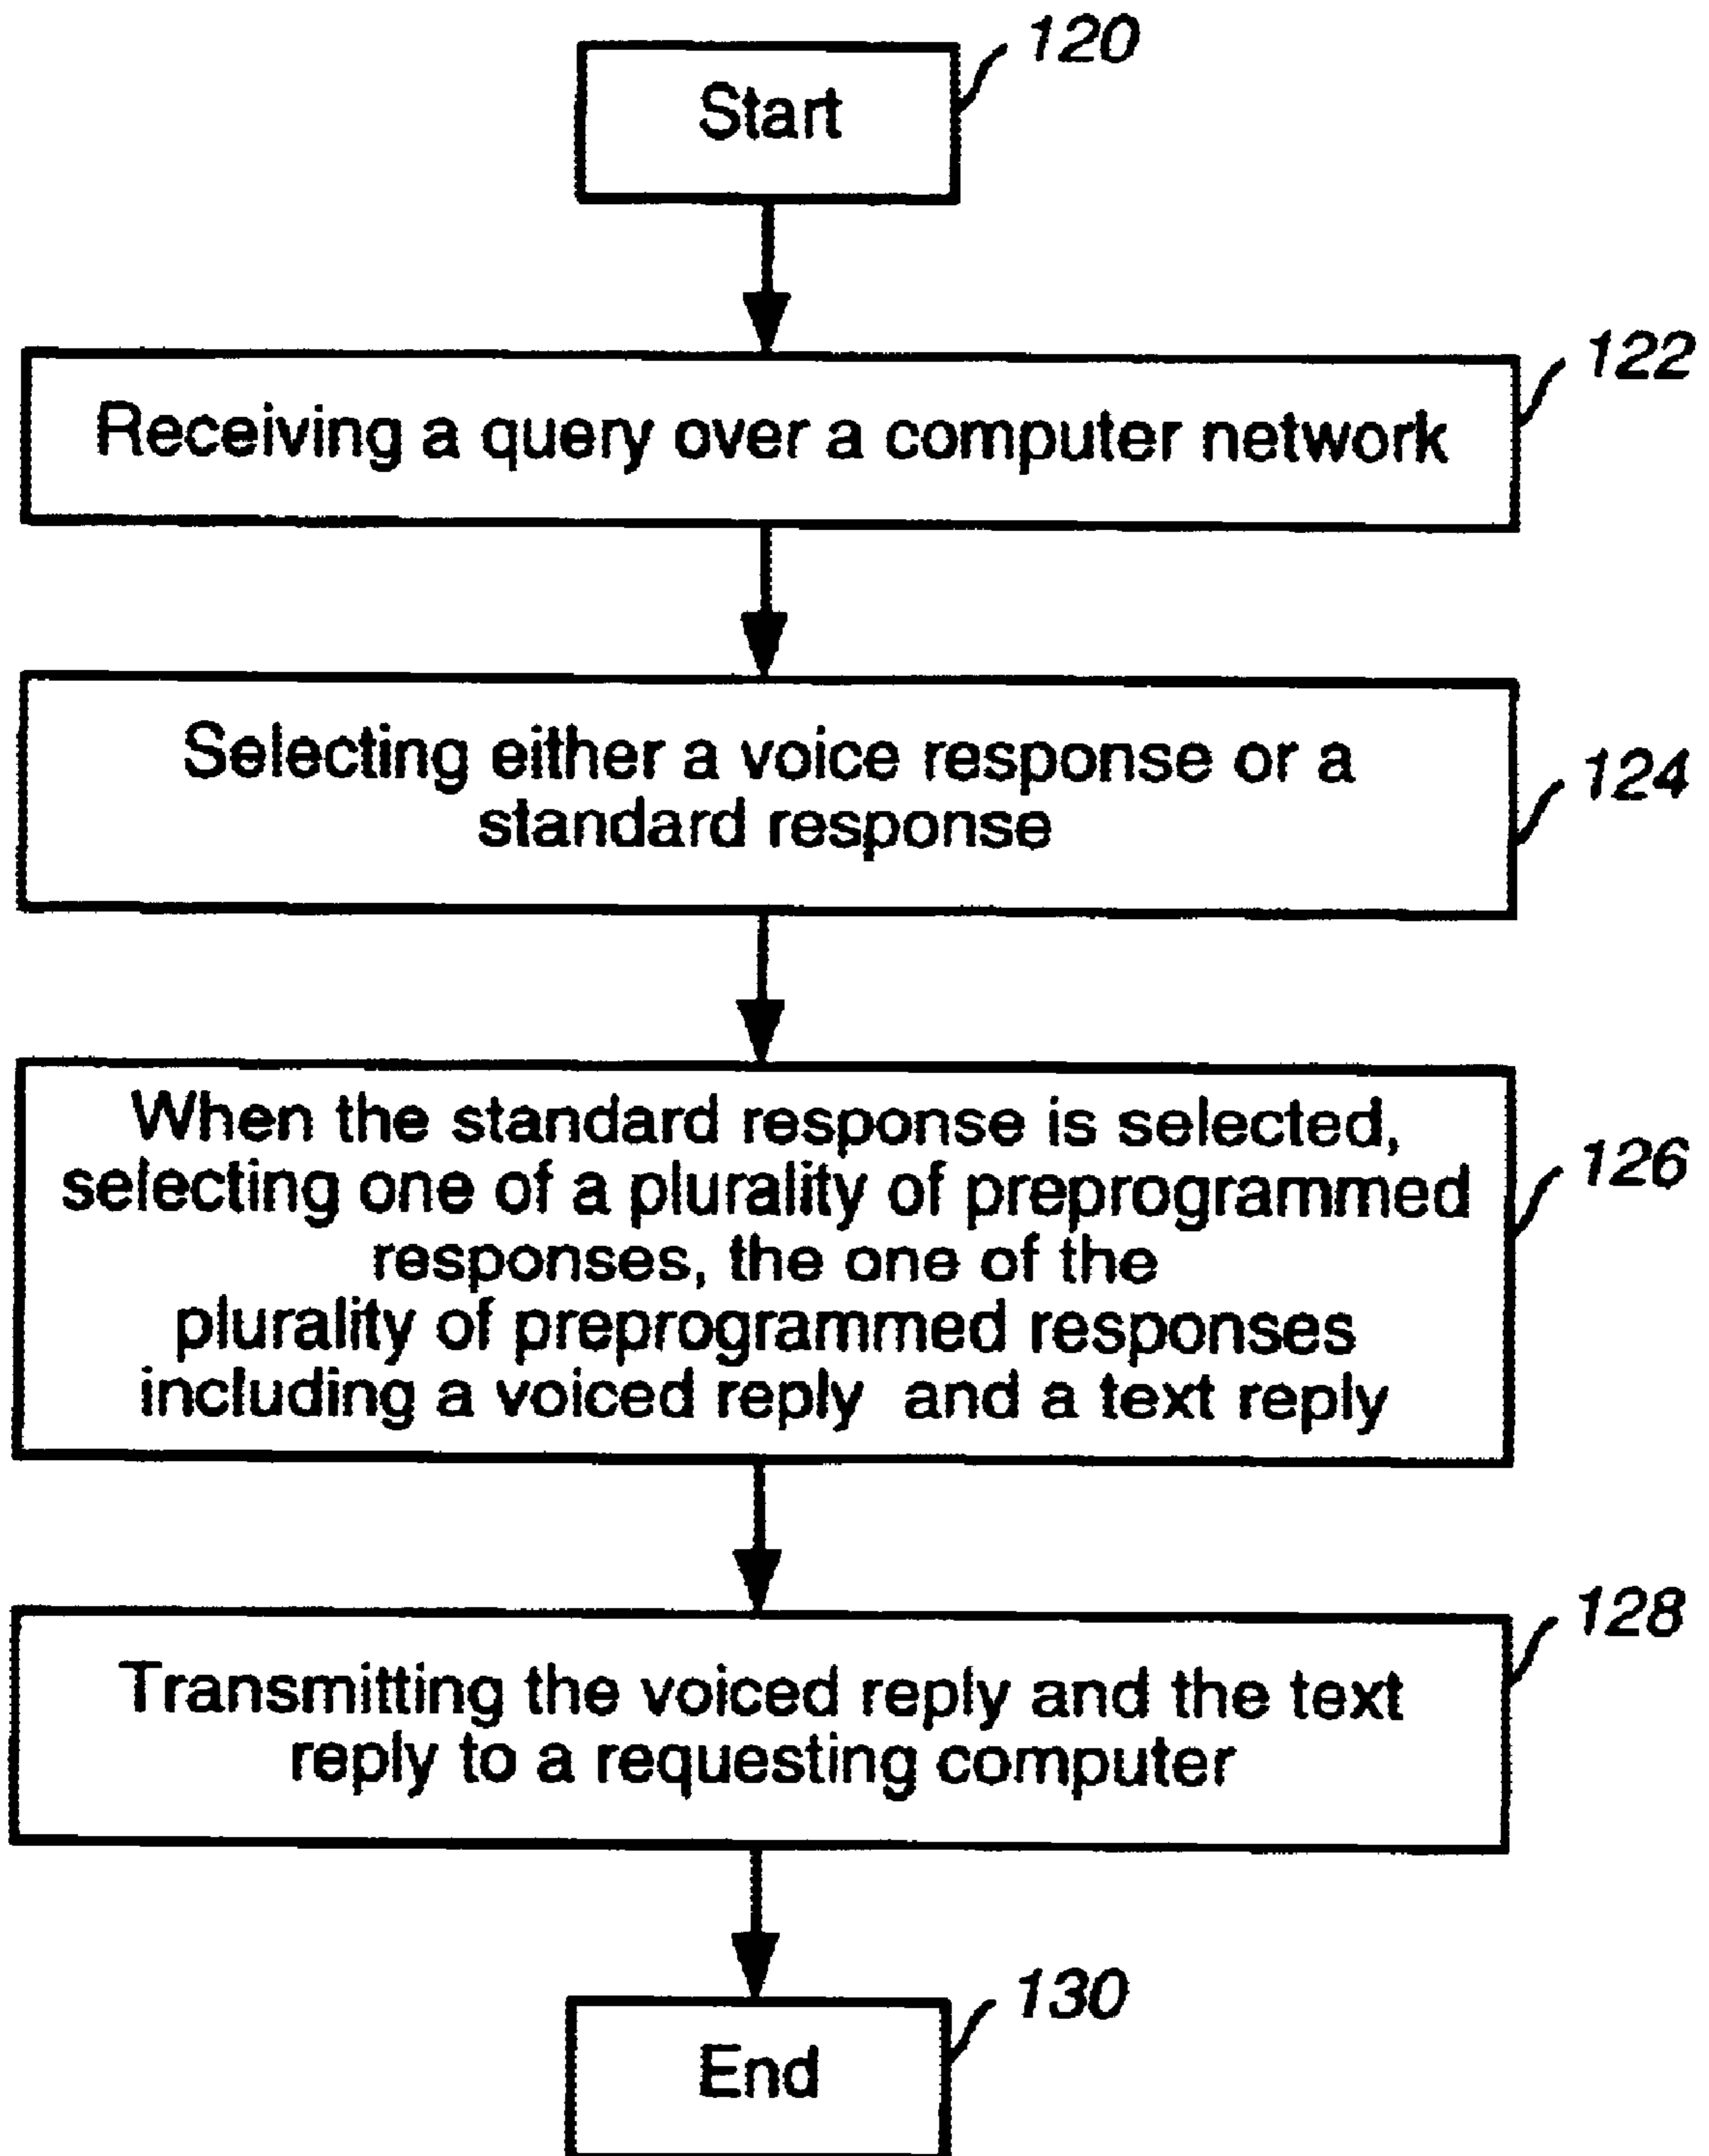 120
Start
122
Receiving a query over a computer network
Selecting either a voice response or a
standard response
124
When the standard response is selected,
selecting one of a plurality of preprogrammed
responses, the one of the
plurality of preprogrammed responses
including a voiced reply and a text reply
126
128
Transmitting the voiced reply and the text
reply to a requesting computer
130
End